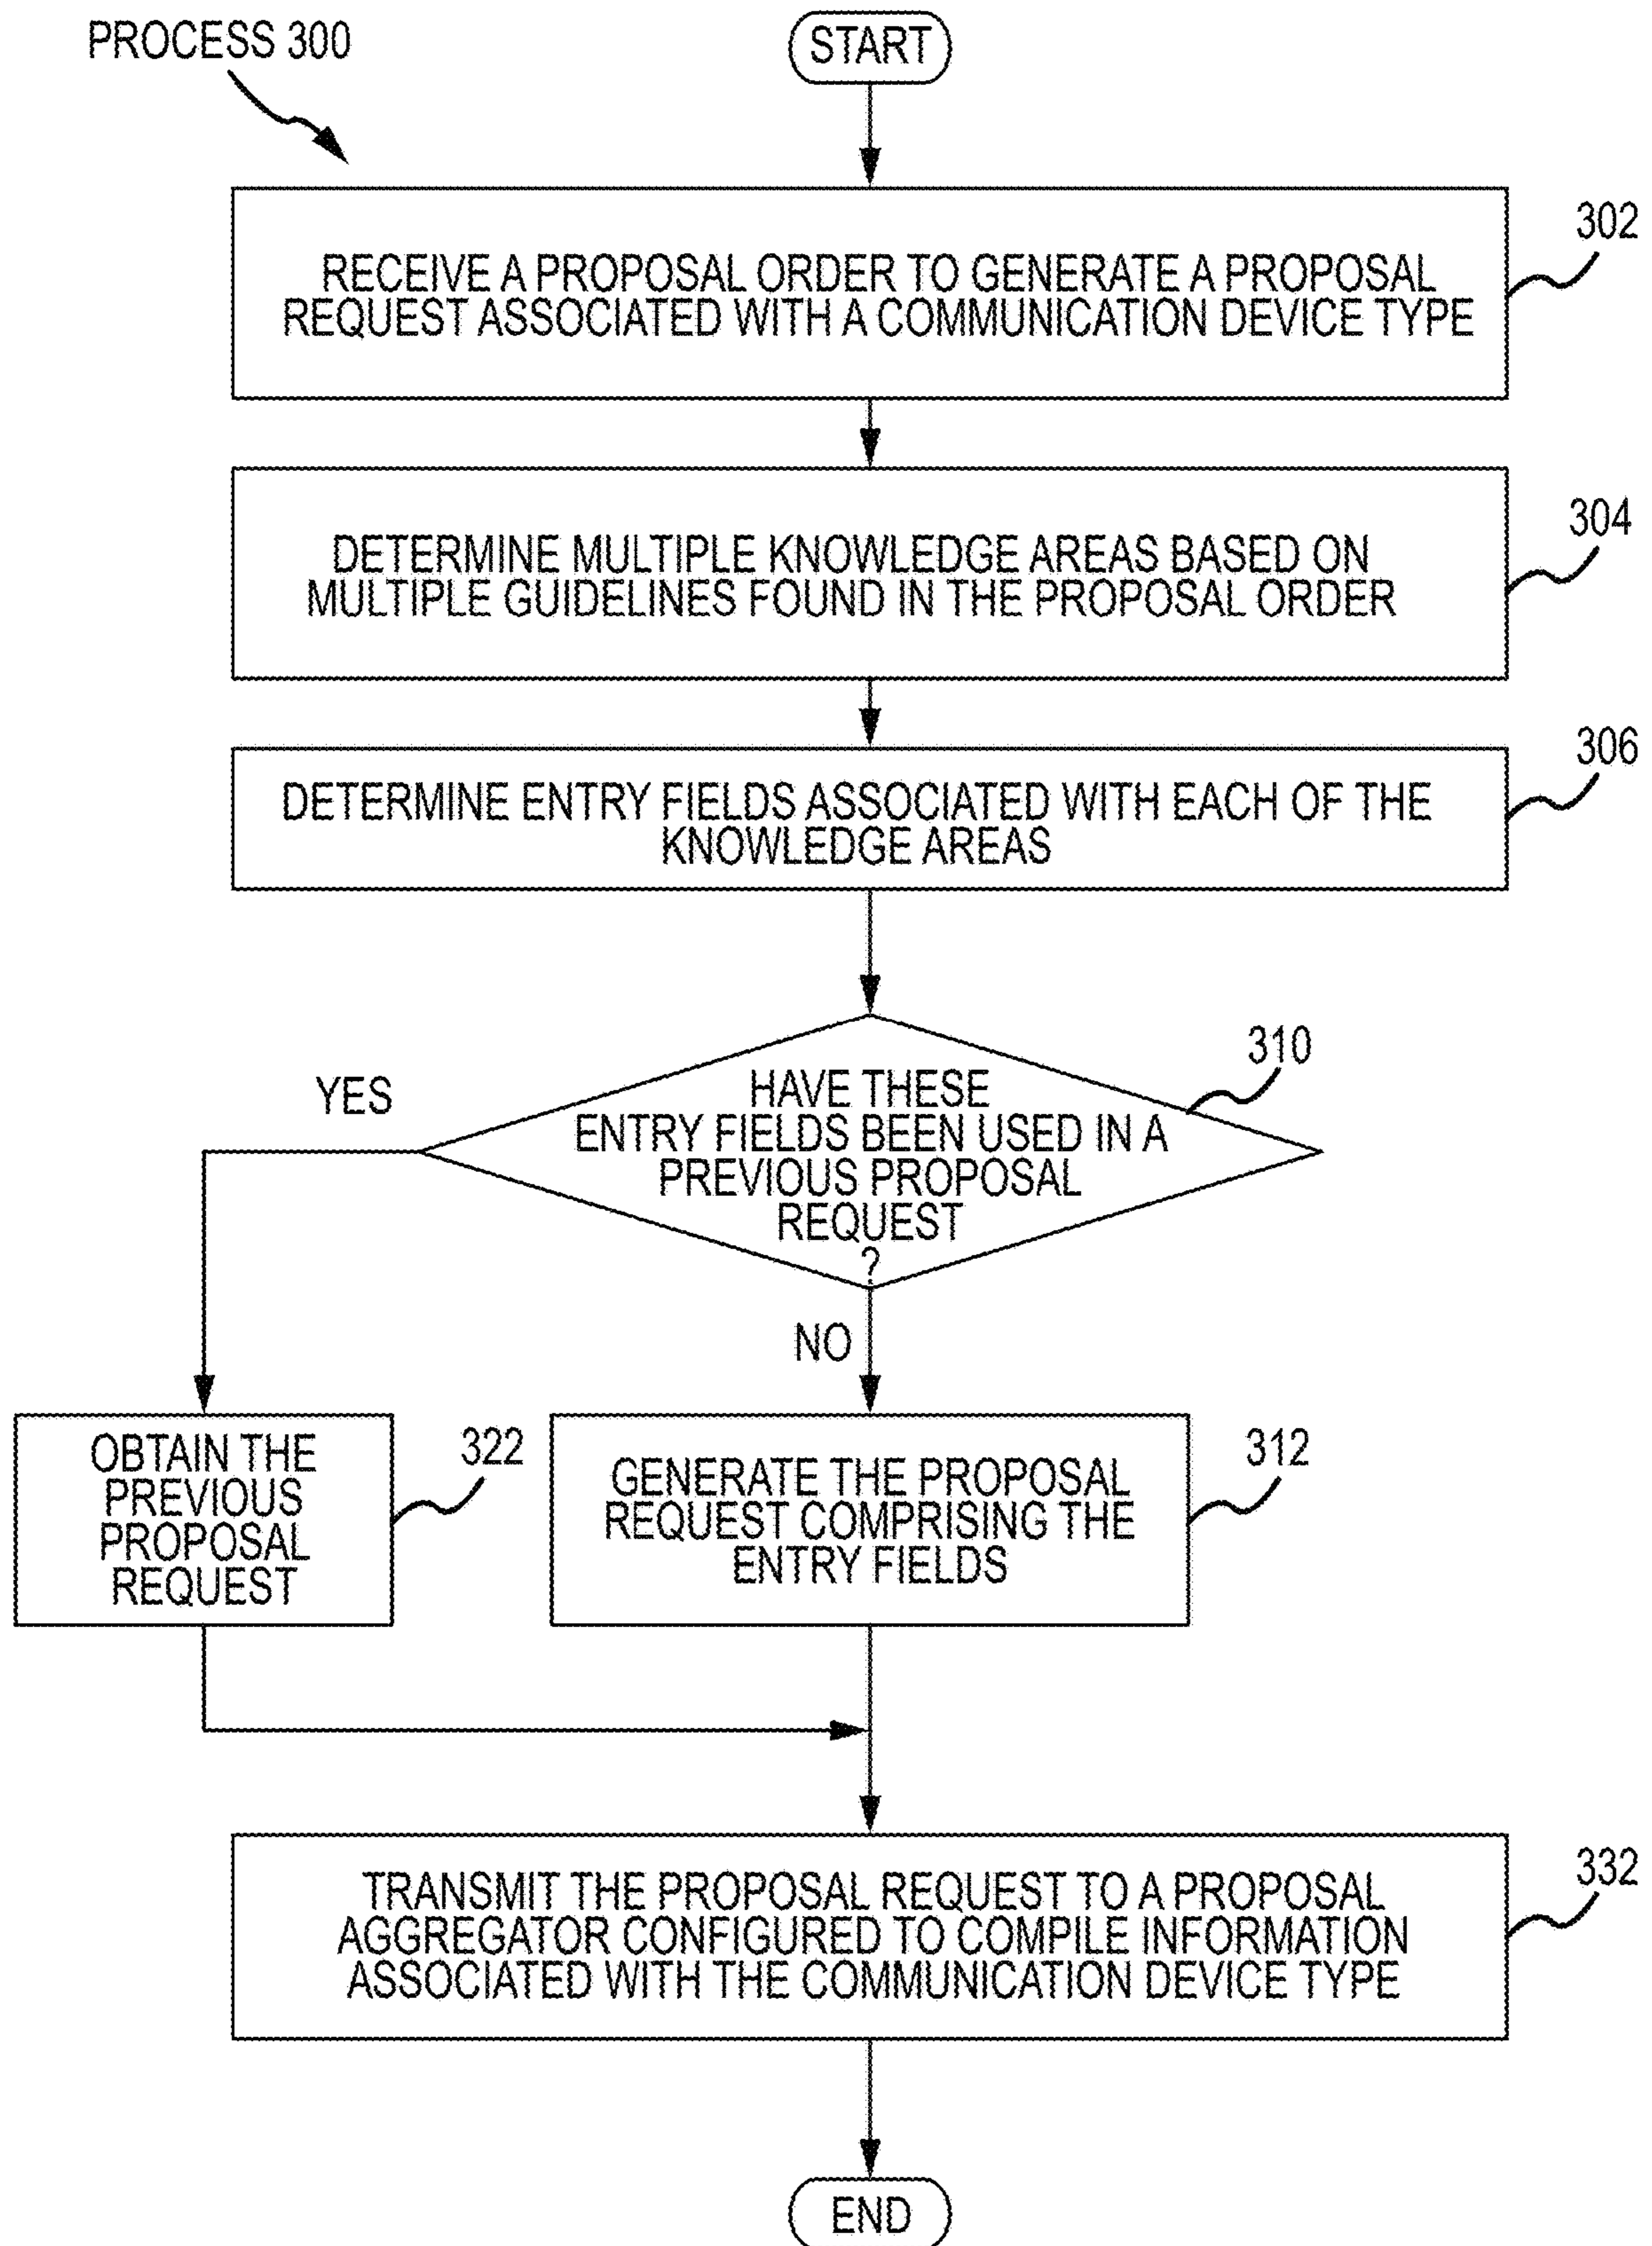 PROCESS 300
START
302
RECEIVE A PROPOSAL ORDER TO GENERATE A PROPOSAL
REQUEST ASSOCIATED WITH A COMMUNICATION DEVICE TYPE
304
DETERMINE MULTIPLE KNOWLEDGE AREAS BASED ON
MULTIPLE GUIDELINES FOUND IN THE PROPOSAL ORDER
306
DETERMINE ENTRY FIELDS ASSOCIATED WITH EACH OF THE
KNOWLEDGE AREAS
310
YES
HAVE THESE
ENTRY FIELDS BEEN USED IN A
PREVIOUS PROPOSAL
REQUEST
?
NO
OBTAIN THE
PREVIOUS
PROPOSAL
REQUEST
322
GENERATE THE PROPOSAL
REQUEST COMPRISING THE
ENTRY FIELDS
312
332
TRANSMIT THE PROPOSAL REQUEST TO A PROPOSAL
AGGREGATOR CONFIGURED TO COMPILE INFORMATION
ASSOCIATED WITH THE COMMUNICATION DEVICE TYPE
END